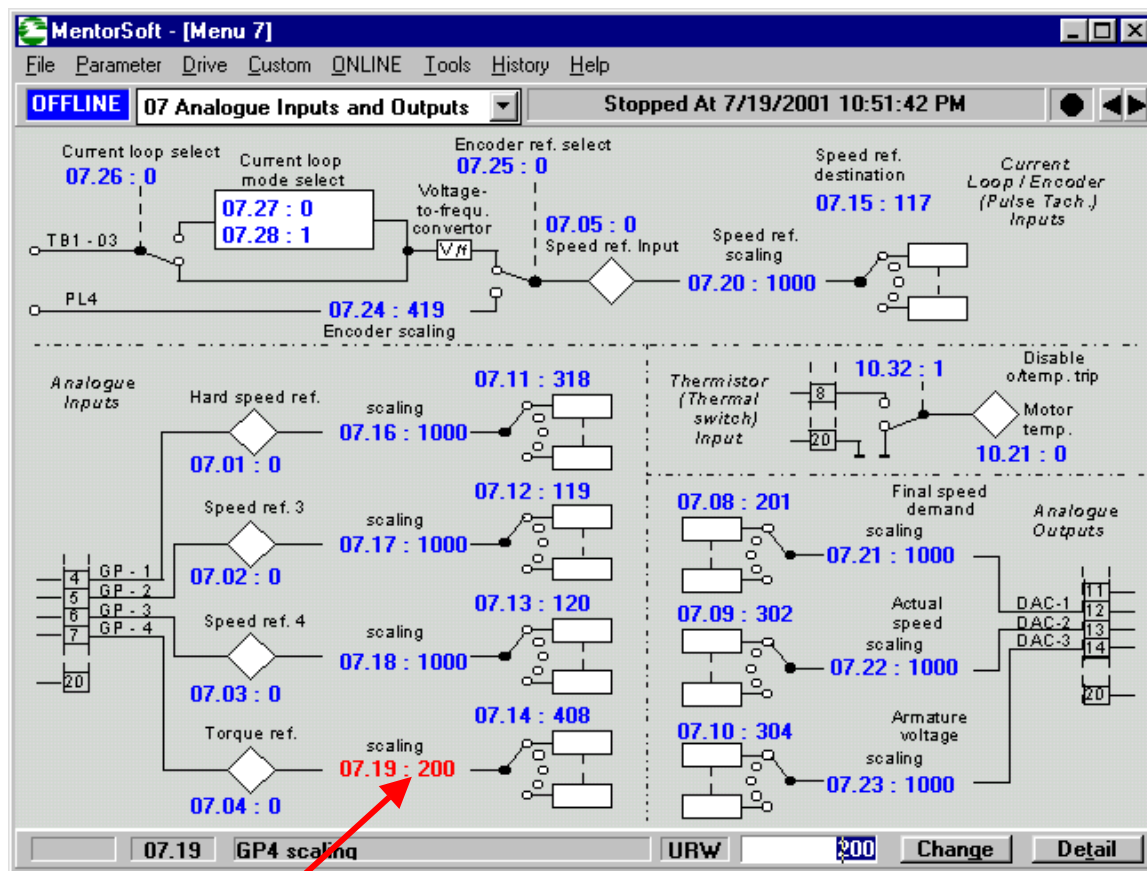 MentorSoft - [Menu 7]
File Parameter Drive Custom ONLINE Tools History Help
OFFLINE 07 Analogue Inputs and Outputs Stopped At 7/19/2001 10:51:42 PM
Current loop select
07.26 : 0
Current loop
mode select
07.27 : 0
07.28 : 1
Encoder ref. select
07.25 : 0
Voltage-
to-frequ.
convertor
V/f
07.05 : 0
Speed ref. Input
Speed ref.
scaling
07.20 : 1000
Speed ref.
destination
07.15 : 117
Current
Loop / Encoder
(Pulse Tach.)
Inputs
TB1 - 03
PL4
07.24 : 419
Encoder scaling
Analogue
Inputs
Hard speed ref.
07.01 : 0
scaling
07.16 : 1000
07.11 : 318
Speed ref. 3
07.02 : 0
scaling
07.17 : 1000
07.12 : 119
4 GP - 1
5 GP - 2
6 GP - 3
7 GP - 4
20
Speed ref. 4
07.03 : 0
scaling
07.18 : 1000
07.13 : 120
Torque ref.
07.04 : 0
scaling
07.19 : 200
07.14 : 408
Thermistor
(Thermal
switch)
Input
8
20
10.32 : 1
Disable
o/temp. trip
Motor
temp.
10.21 : 0
07.08 : 201
Final speed
demand
scaling
07.21 : 1000
Analogue
Outputs
07.09 : 302
Actual
speed
scaling
07.22 : 1000
DAC-1
DAC-2
DAC-3
11
12
13
14
20
07.10 : 304
Armature
voltage
scaling
07.23 : 1000
07.19 GP4 scaling URW 200 Change Detail